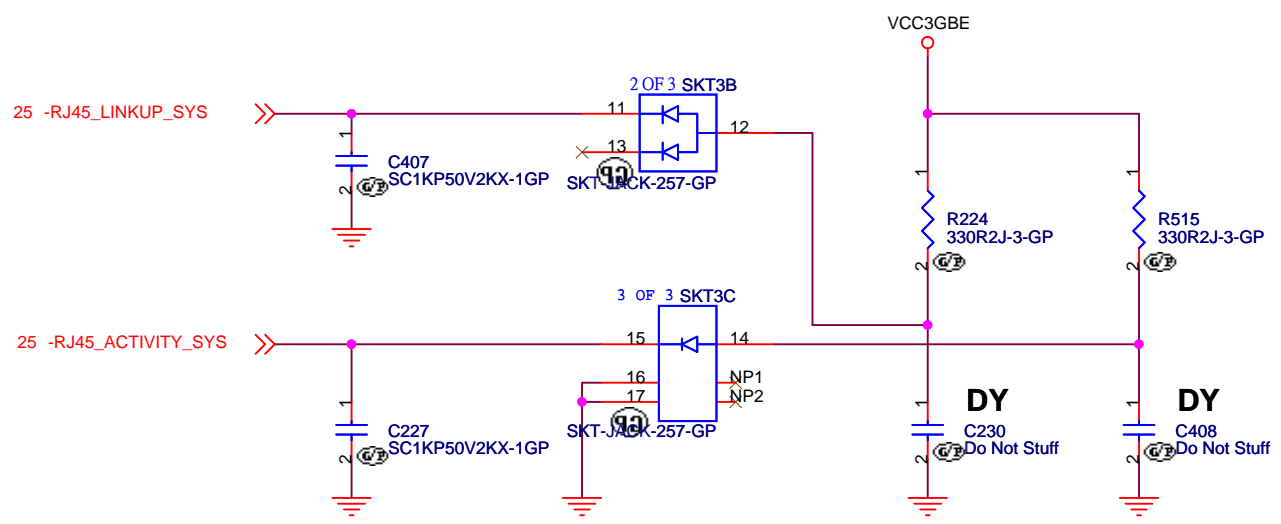 VCC3GBE
2 OF 3 SKT3B
25 -RJ45_LINKUP_SYS
11
12
13
1
2
C407
SC1KP50V2KX-1GP
G/P
SKT-JACK-257-GP
1
2
R224
330R2J-3-GP
G/P
1
2
R515
330R2J-3-GP
G/P
3 OF 3 SKT3C
25 -RJ45_ACTIVITY_SYS
15
14
16
NP1
17
NP2
SKT-JACK-257-GP
1
2
C227
SC1KP50V2KX-1GP
G/P
DY
1
2
C230
Do Not Stuff
G/P
DY
1
2
C408
Do Not Stuff
G/P